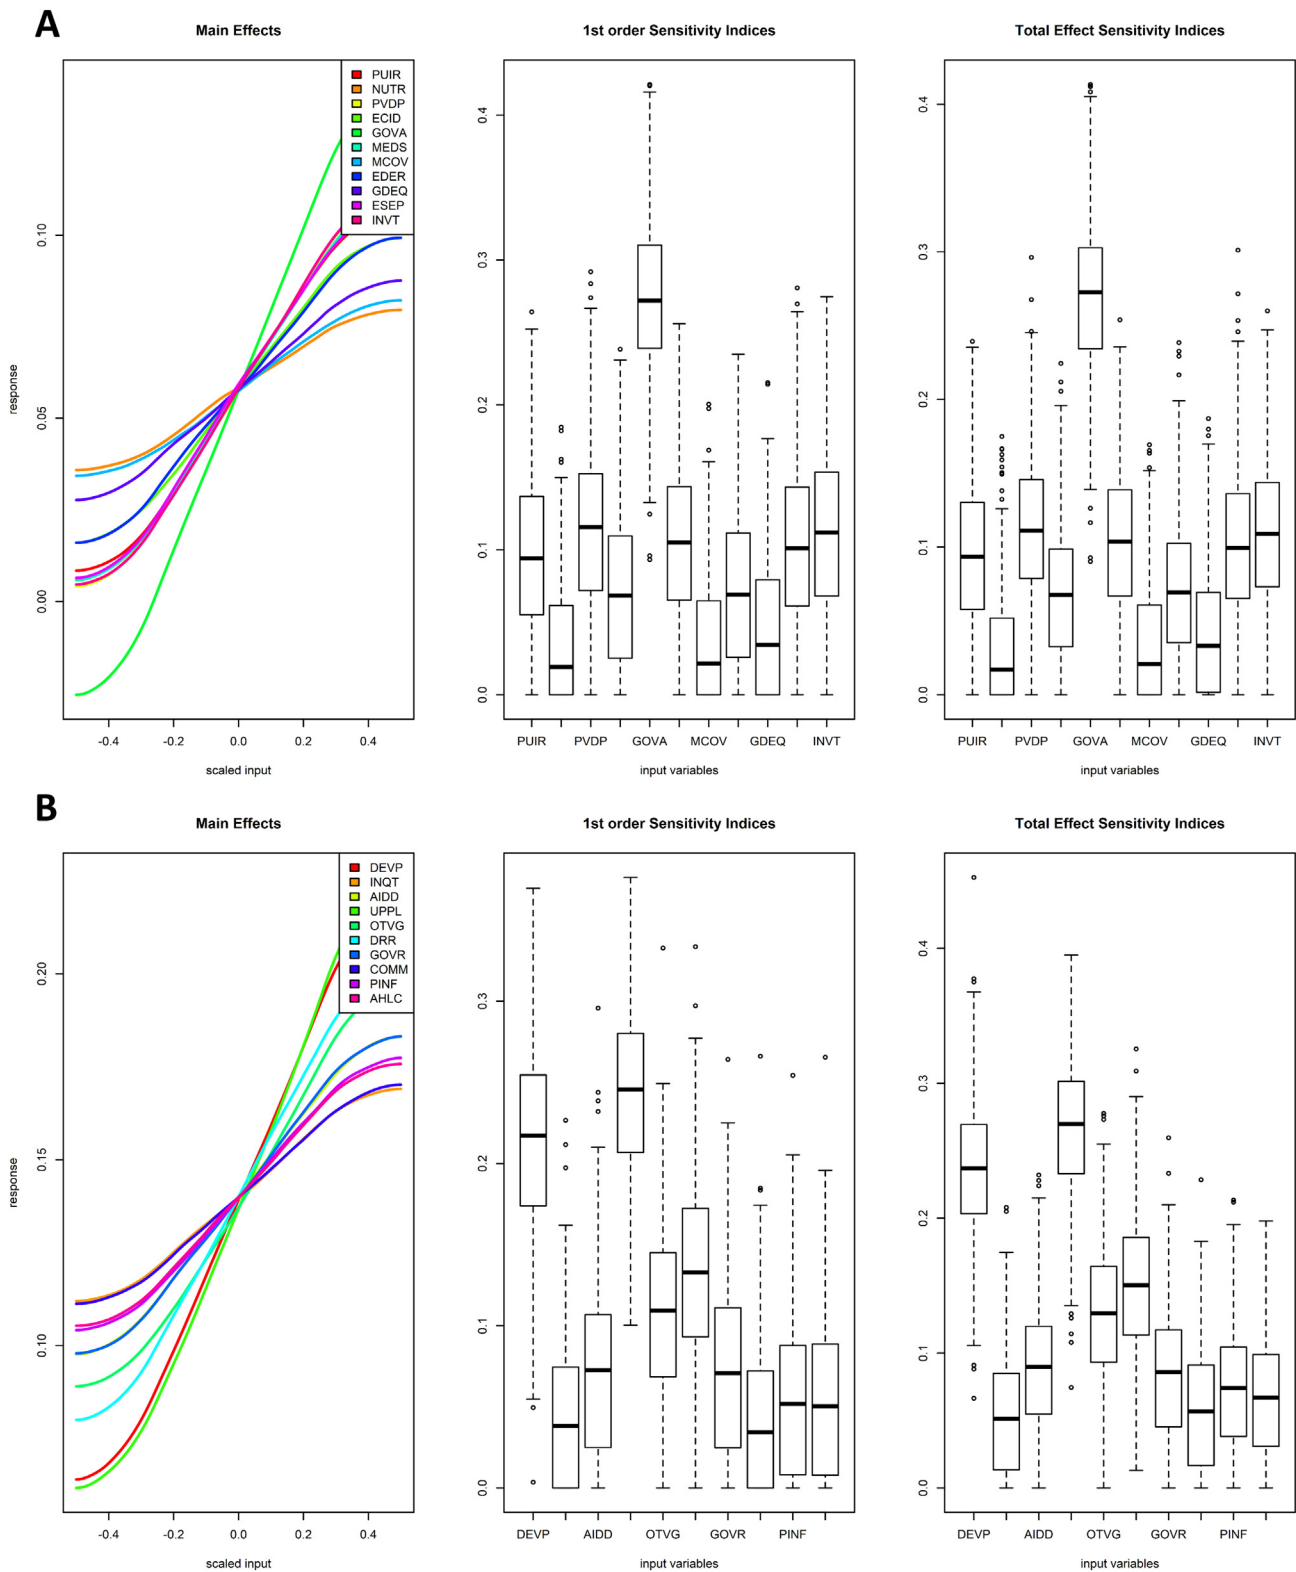 A
Main Effects
1st order Sensitivity Indices
Total Effect Sensitivity Indices
PUIR
NUTR
PVDP
ECID
GOVA
MEDS
MCOV
EDER
GDEQ
ESEP
INVT
response
0.00
0.05
0.10
-0.4
-0.2
0.0
0.2
0.4
scaled input
0.0
0.1
0.2
0.3
0.4
PUIR
PVDP
GOVA
MCOV
GDEQ
INVT
input variables
0.0
0.1
0.2
0.3
0.4
PUIR
PVDP
GOVA
MCOV
GDEQ
INVT
input variables
B
Main Effects
1st order Sensitivity Indices
Total Effect Sensitivity Indices
DEVP
INQT
AIDD
UPPL
OTVG
DRR
GOVR
COMM
PINF
AHLC
response
0.10
0.15
0.20
-0.4
-0.2
0.0
0.2
0.4
scaled input
0.0
0.1
0.2
0.3
DEVP
AIDD
OTVG
GOVR
PINF
input variables
0.0
0.1
0.2
0.3
0.4
DEVP
AIDD
OTVG
GOVR
PINF
input variables